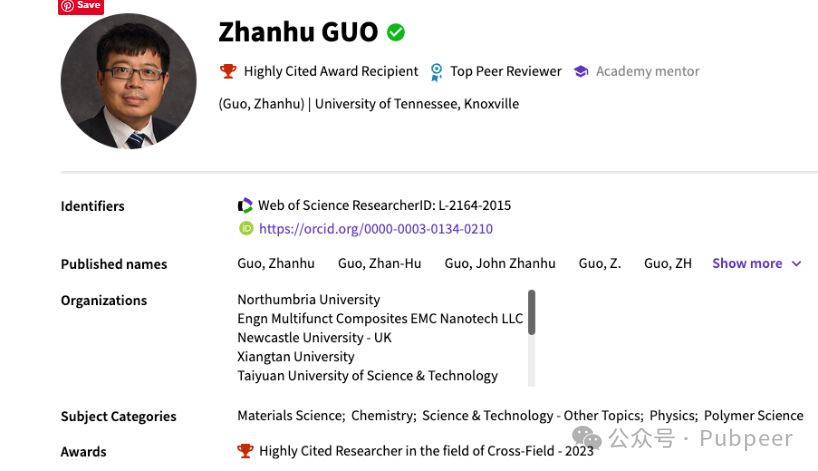 Save
Zhanhu GUO
Highly Cited Award Recipient Top Peer Reviewer Academy mentor
(Guo, Zhanhu) | University of Tennessee, Knoxville
Identifiers Web of Science ResearcherID: L-2164-2015
https://orcid.org/0000-0003-0134-0210
Published names Guo, Zhanhu Guo, Zhan-Hu Guo, John Zhanhu Guo, Z. Guo, ZH Show more
Organizations Northumbria University
Engn Multifunct Composites EMC Nanotech LLC
Newcastle University - UK
Xiangtan University
Taiyuan University of Science & Technology
Subject Categories Materials Science; Chemistry; Science & Technology - Other Topics; Physics; Polymer Science
公众号 · Pubpeer
Awards Highly Cited Researcher in the field of Cross-Field - 2023